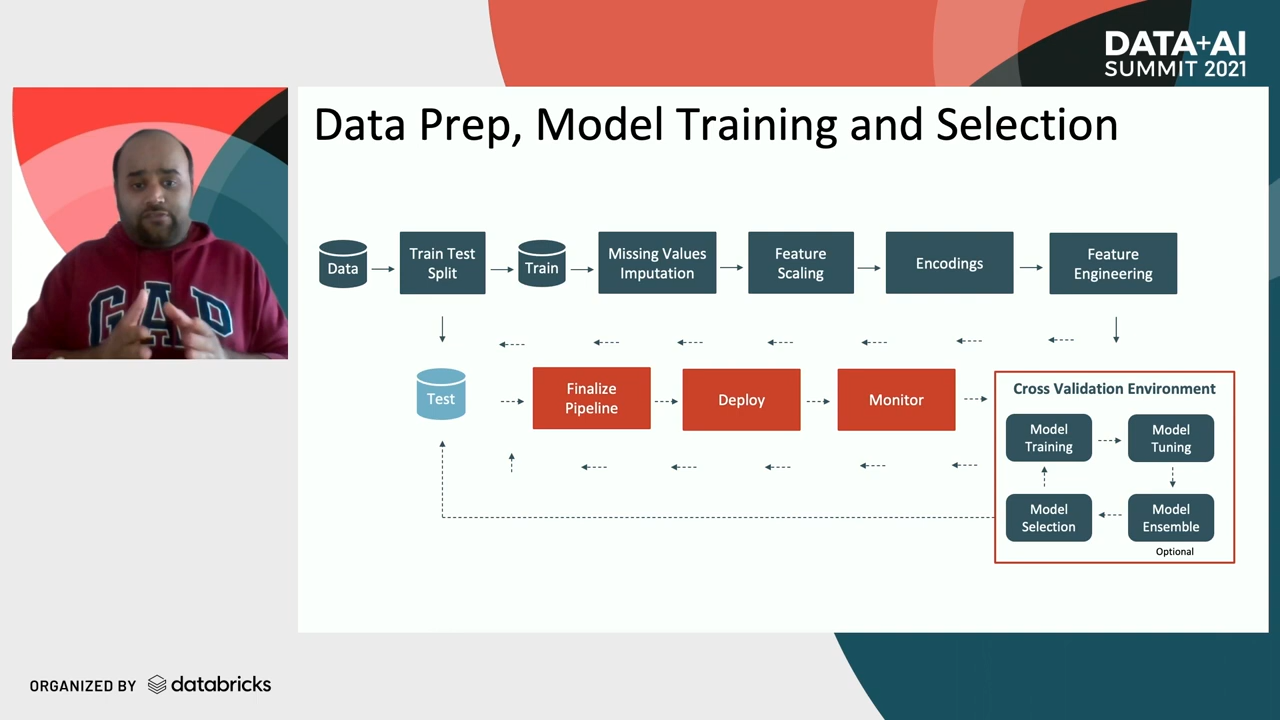 DATA+AI
SUMMIT 2021
Data Prep, Model Training and Selection
GAP
Data
Train Test
Split
Train
Missing Values
Imputation
Feature
Scaling
Encodings
Feature
Engineering
Test
Finalize
Pipeline
Deploy
Monitor
Cross Validation Environment
Model
Training
Model
Tuning
Model
Selection
Model
Ensemble
Optional
ORGANIZED BY databricks